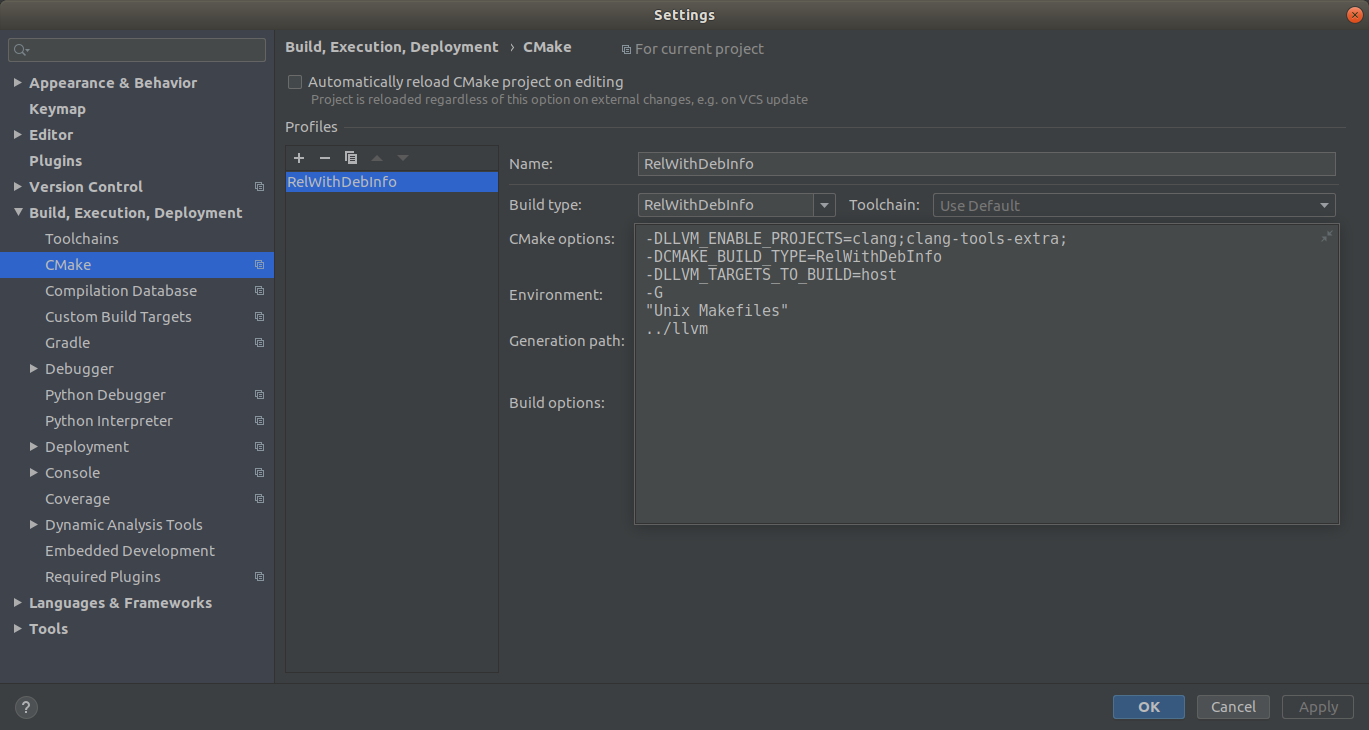 Settings
Appearance & Behavior
Keymap
Editor
Plugins
Version Control
Build, Execution, Deployment
Toolchains
CMake
Compilation Database
Custom Build Targets
Gradle
Debugger
Python Debugger
Python Interpreter
Deployment
Console
Coverage
Dynamic Analysis Tools
Embedded Development
Required Plugins
Languages & Frameworks
Tools
Build, Execution, Deployment › CMake For current project
Automatically reload CMake project on editing
Project is reloaded regardless of this option on external changes, e.g. on VCS update
Profiles
RelWithDebInfo
Name: RelWithDebInfo
Build type: RelWithDebInfo Toolchain: Use Default
CMake options:
-DLLVM_ENABLE_PROJECTS=clang;clang-tools-extra;
-DCMAKE_BUILD_TYPE=RelWithDebInfo
-DLLVM_TARGETS_TO_BUILD=host
-G
"Unix Makefiles"
../llvm
Environment:
Generation path:
Build options:
? OK Cancel Apply